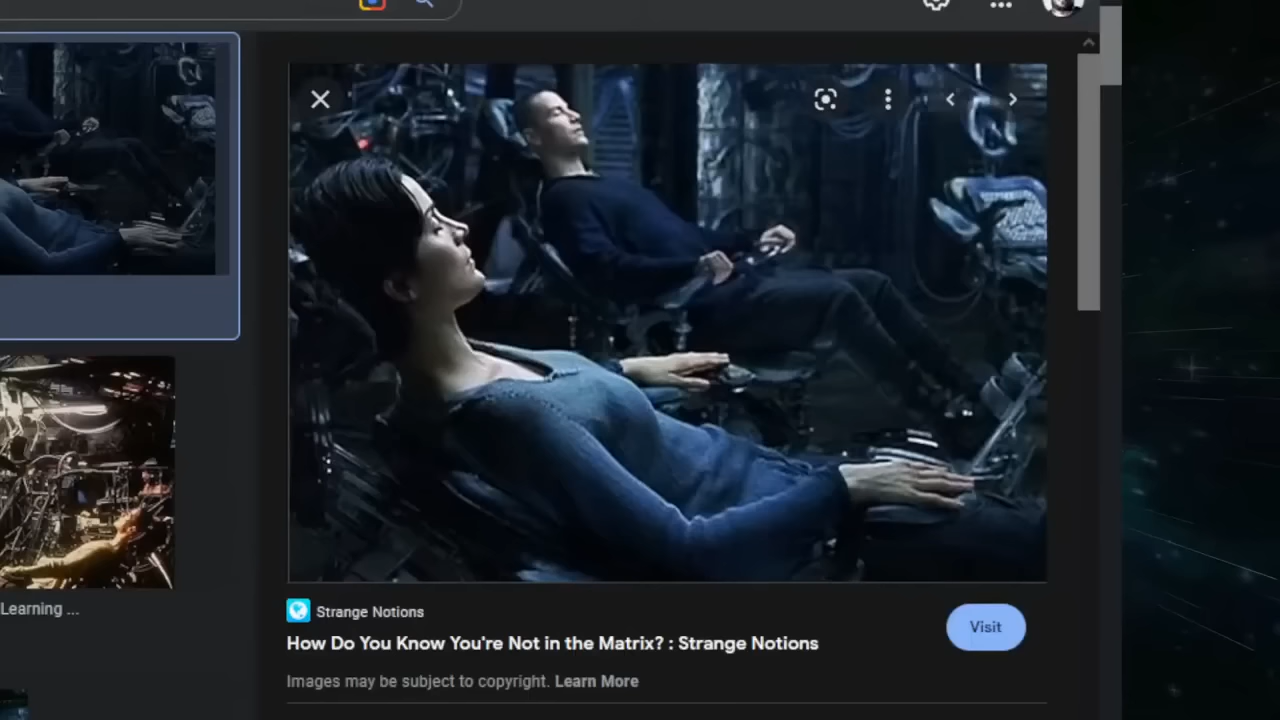 Learning ...
Strange Notions
How Do You Know You're Not in the Matrix? : Strange Notions
Visit
Images may be subject to copyright. Learn More